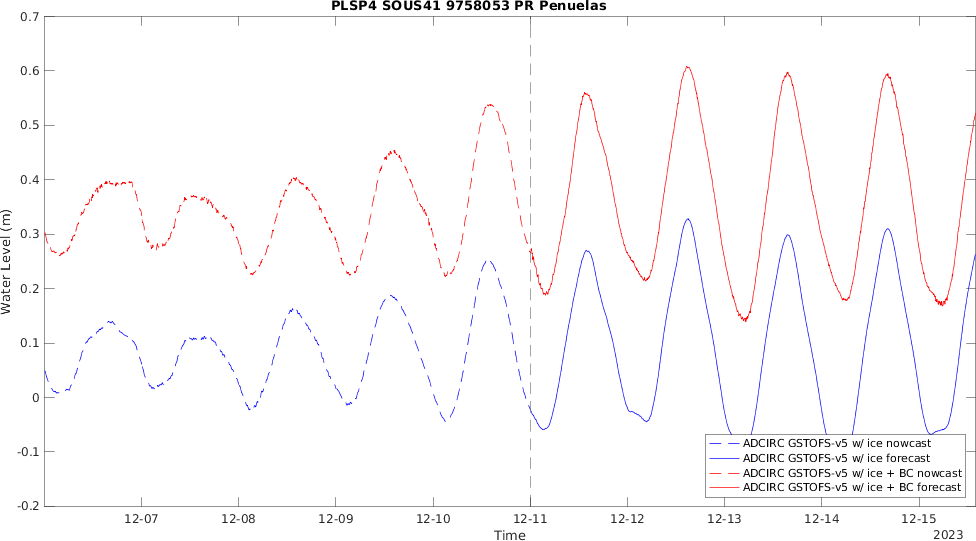 PLSP4 SOUS41 9758053 PR Penuelas
Water Level (m)
0.7
0.6
0.5
0.4
0.3
0.2
0.1
0
-0.1
-0.2
ADCIRC GSTOFS-v5 w/ ice nowcast
ADCIRC GSTOFS-v5 w/ ice forecast
ADCIRC GSTOFS-v5 w/ ice + BC nowcast
ADCIRC GSTOFS-v5 w/ ice + BC forecast
12-07 12-08 12-09 12-10 12-11 12-12 12-13 12-14 12-15
Time
2023